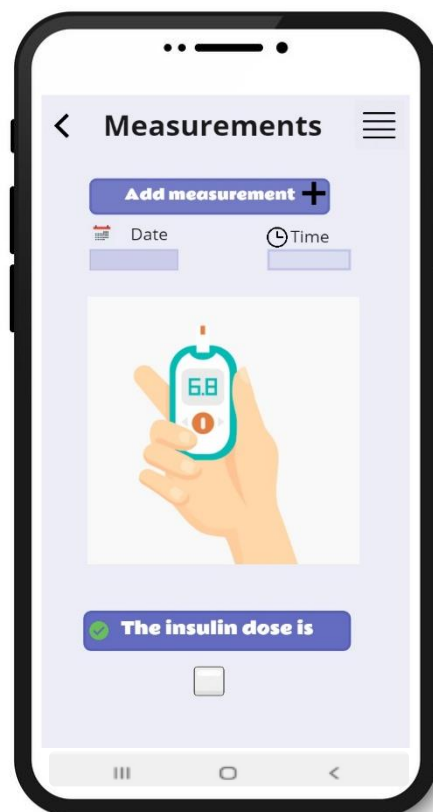 Measurements
Add measurement +
Date Time
6.8
The insulin dose is